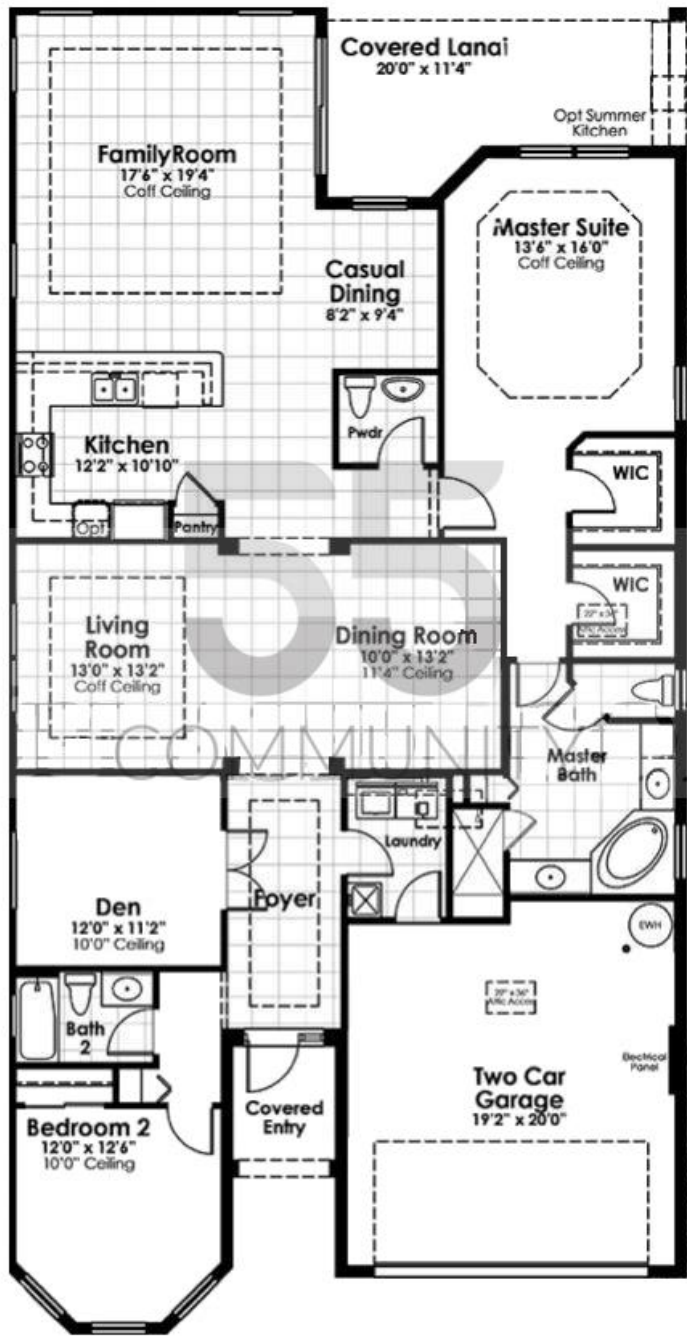 Covered Lanai
20'0" x 11'4"
Opt Summer
Kitchen
FamilyRoom
17'6" x 19'4"
Coff Ceiling
Master Suite
13'6" x 16'0"
Coff Ceiling
Casual
Dining
8'2" x 9'4"
Pwdr
Kitchen
12'2" x 10'10"
WIC
Opt
Pantry
55
WIC
22" x 36"
Attic Access
Living
Room
13'0" x 13'2"
Coff Ceiling
Dining Room
10'0" x 13'2"
11'4" Ceiling
COMMUNITY
Master
Bath
Laundry
Foyer
Den
12'0" x 11'2"
10'0" Ceiling
EWH
Attic Access
Bath
2
Electrical
Panel
Two Car
Garage
19'2" x 20'0"
Covered
Entry
Bedroom 2
12'0" x 12'6"
10'0" Ceiling